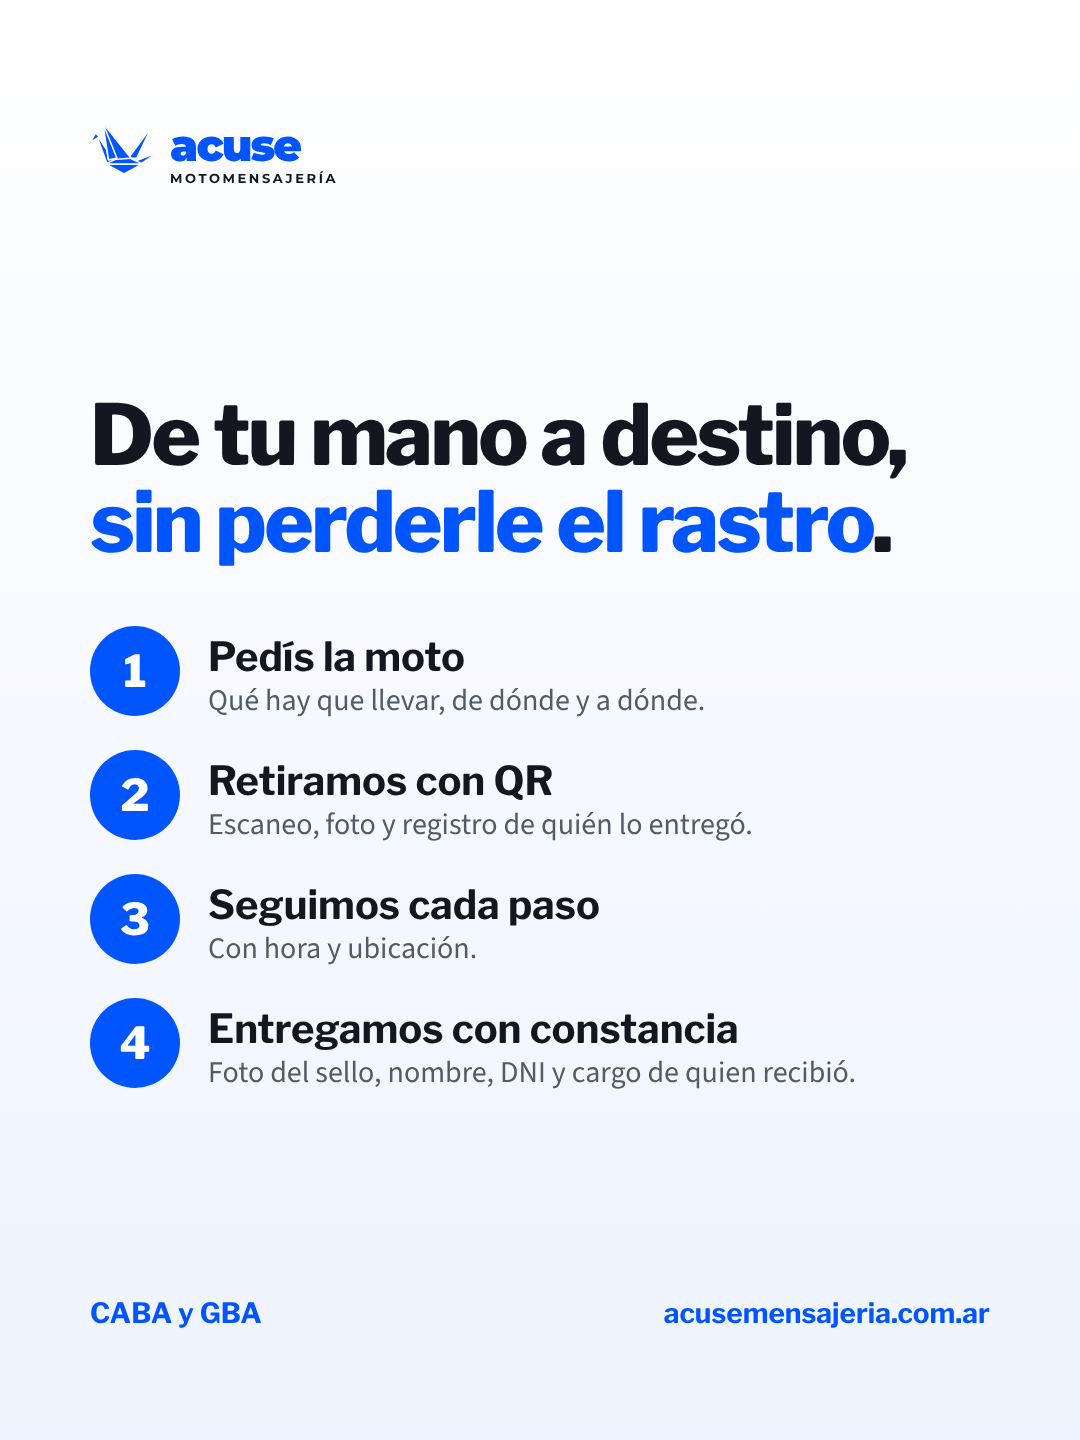 acuse
MOTOMENSAJERÍA
De tu mano a destino,
sin perderle el rastro.
1
Pedís la moto
Qué hay que llevar, de dónde y a dónde.
2
Retiramos con QR
Escaneo, foto y registro de quién lo entregó.
3
Seguimos cada paso
Con hora y ubicación.
4
Entregamos con constancia
Foto del sello, nombre, DNI y cargo de quien recibió.
CABA y GBA
acusemensajeria.com.ar